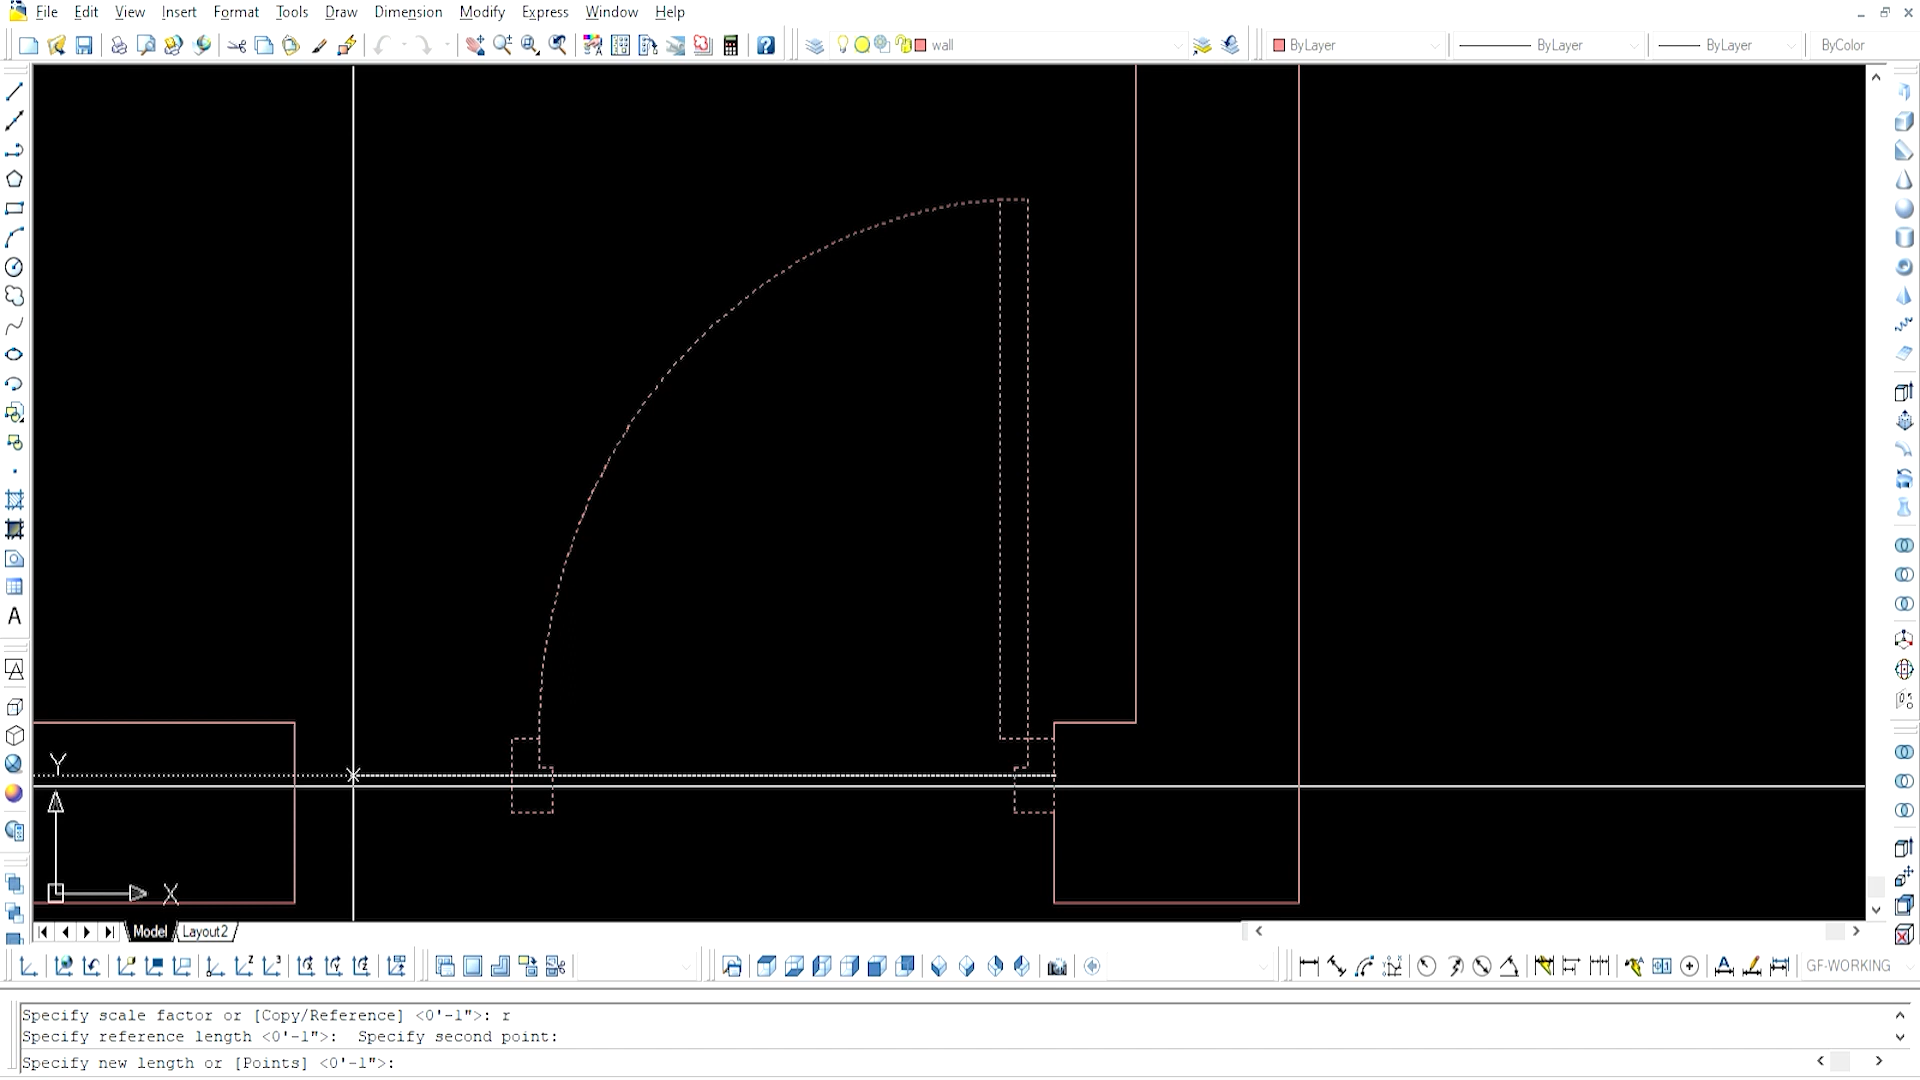 File Edit View Insert Format Tools Draw Dimension Modify Express Window Help
wall ByLayer ByLayer ByLayer ByColor
A
Y
X
Model Layout2
GF-WORKING
Specify scale factor or [Copy/Reference] <0'-1">: r
Specify reference length <0'-1">:  Specify second point:
Specify new length or [Points] <0'-1">: